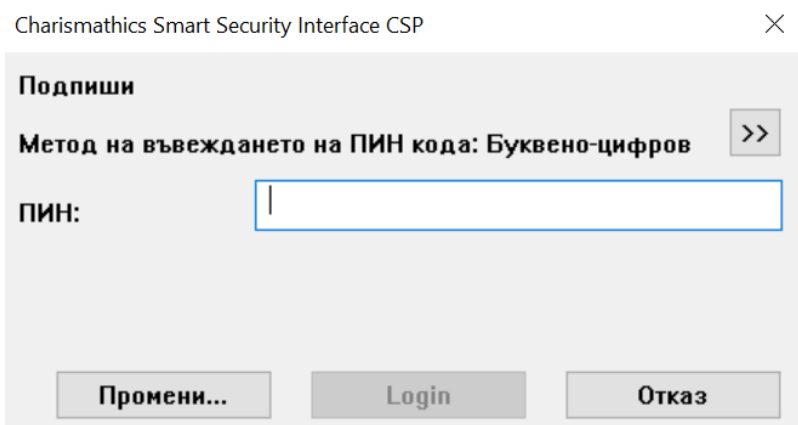 Charismathics Smart Security Interface CSP
Подпиши
Метод на въвеждането на ПИН кода: Буквено-цифров
>>
ПИН:
Промени... Login Отказ